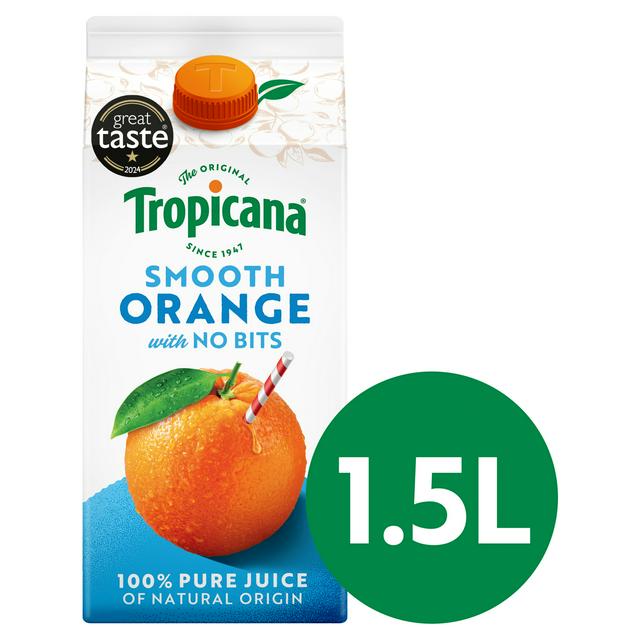 T
great
taste®
2024
The ORIGINAL
Tropicana®
SINCE 1947
SMOOTH
ORANGE
with NO BITS
1.5L
100% PURE JUICE
OF NATURAL ORIGIN